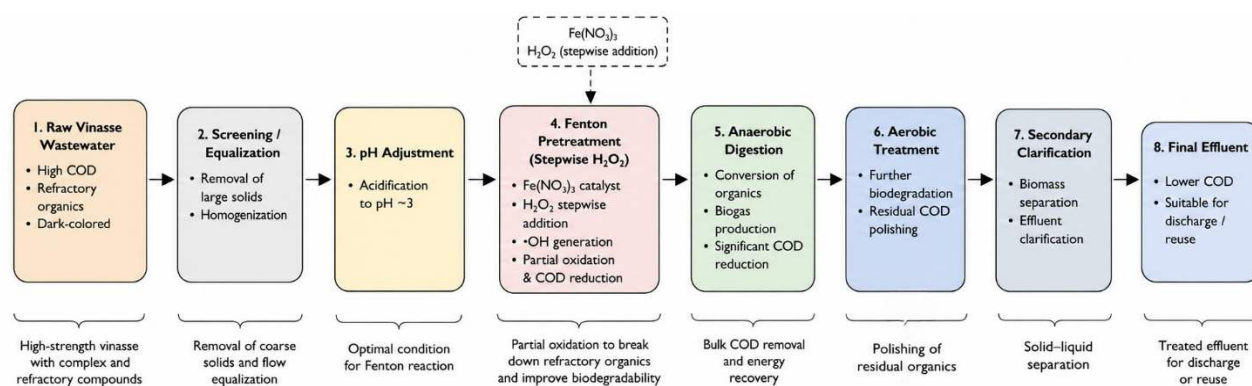 Fe(NO₃)₃
H₂O₂ (stepwise addition)
1. Raw Vinasse
Wastewater
• High COD
• Refractory
organics
• Dark-colored
2. Screening /
Equalization
• Removal of
large solids
• Homogenization
3. pH Adjustment
• Acidification
to pH ~3
4. Fenton
Pretreatment
(Stepwise H₂O₂)
• Fe(NO₃)₃ catalyst
• H₂O₂ stepwise
addition
• •OH generation
• Partial oxidation
& COD reduction
5. Anaerobic
Digestion
• Conversion of
organics
• Biogas
production
• Significant COD
reduction
6. Aerobic
Treatment
• Further
biodegradation
• Residual COD
polishing
7. Secondary
Clarification
• Biomass
separation
• Effluent
clarification
8. Final Effluent
• Lower COD
• Suitable for
discharge /
reuse
High-strength vinasse
with complex and
refractory compounds
Removal of coarse
solids and flow
equalization
Optimal condition
for Fenton reaction
Partial oxidation to break
down refractory organics
and improve biodegradability
Bulk COD removal
and energy
recovery
Polishing of
residual organics
Solid–liquid
separation
Treated effluent
for discharge
or reuse